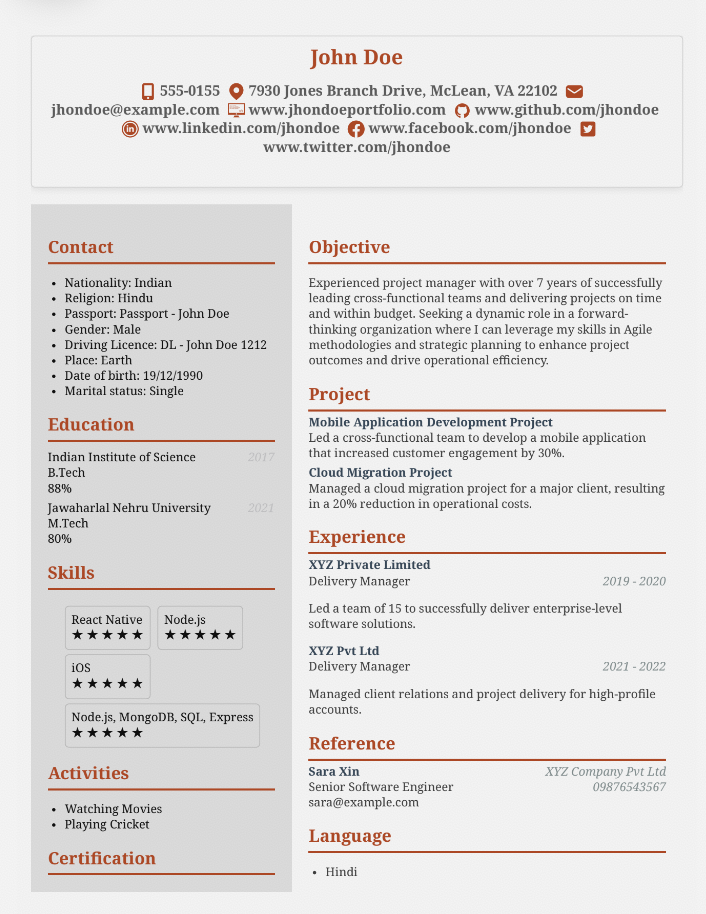 John Doe
555-0155 7930 Jones Branch Drive, McLean, VA 22102
jhondoe@example.com www.jhondoeportfolio.com www.github.com/jhondoe
www.linkedin.com/jhondoe www.facebook.com/jhondoe
www.twitter.com/jhondoe
Contact
• Nationality: Indian
• Religion: Hindu
• Passport: Passport - John Doe
• Gender: Male
• Driving Licence: DL - John Doe 1212
• Place: Earth
• Date of birth: 19/12/1990
• Marital status: Single
Education
Indian Institute of Science 2017
B.Tech
88%
Jawaharlal Nehru University 2021
M.Tech
80%
Skills
React Native Node.js
★★★★★ ★★★★★
iOS
★★★★★
Node.js, MongoDB, SQL, Express
★★★★★
Activities
• Watching Movies
• Playing Cricket
Certification
Objective
Experienced project manager with over 7 years of successfully
leading cross-functional teams and delivering projects on time
and within budget. Seeking a dynamic role in a forward-
thinking organization where I can leverage my skills in Agile
methodologies and strategic planning to enhance project
outcomes and drive operational efficiency.
Project
Mobile Application Development Project
Led a cross-functional team to develop a mobile application
that increased customer engagement by 30%.
Cloud Migration Project
Managed a cloud migration project for a major client, resulting
in a 20% reduction in operational costs.
Experience
XYZ Private Limited
Delivery Manager 2019 - 2020
Led a team of 15 to successfully deliver enterprise-level
software solutions.
XYZ Pvt Ltd
Delivery Manager 2021 - 2022
Managed client relations and project delivery for high-profile
accounts.
Reference
Sara Xin XYZ Company Pvt Ltd
Senior Software Engineer 09876543567
sara@example.com
Language
• Hindi